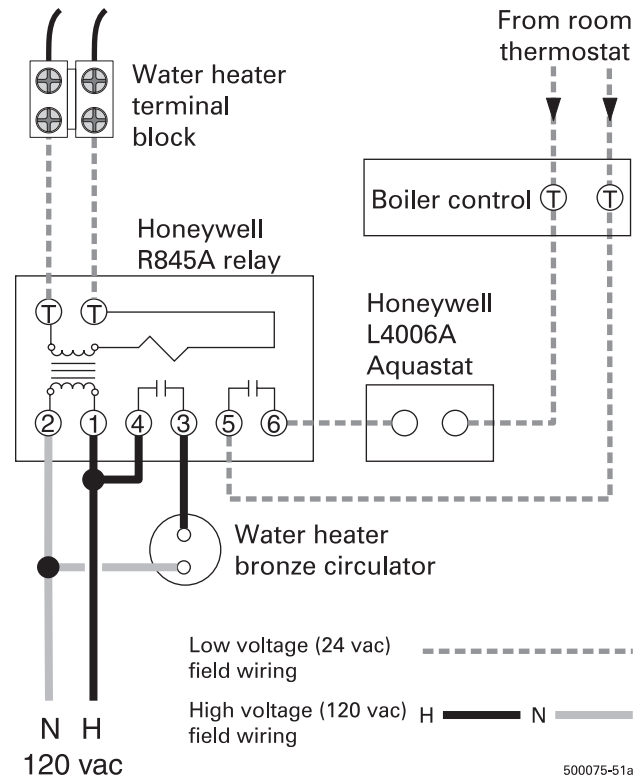 From room
thermostat
Water heater
terminal
block
Boiler control T T
Honeywell
R845A relay
T T
Honeywell
L4006A
Aquastat
2 1 4 3 5 6
Water heater
bronze circulator
Low voltage (24 vac)
field wiring
High voltage (120 vac) H N
field wiring
N H
120 vac
500075-51a